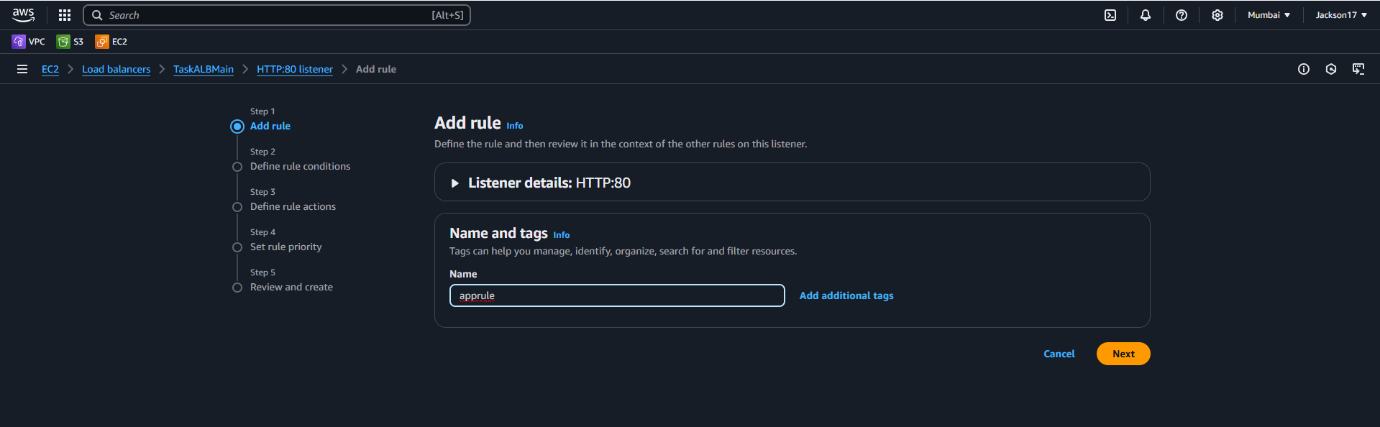 aws
Search [Alt+S] Mumbai ▼ Jackson17 ▼
VPC S3 EC2
EC2 > Load balancers > TaskALBMain > HTTP:80 listener > Add rule
Step 1
Add rule
Step 2
Define rule conditions
Step 3
Define rule actions
Step 4
Set rule priority
Step 5
Review and create
Add rule Info
Define the rule and then review it in the context of the other rules on this listener.
▶ Listener details: HTTP:80
Name and tags Info
Tags can help you manage, identify, organize, search for and filter resources.
Name
apprule Add additional tags
Cancel Next